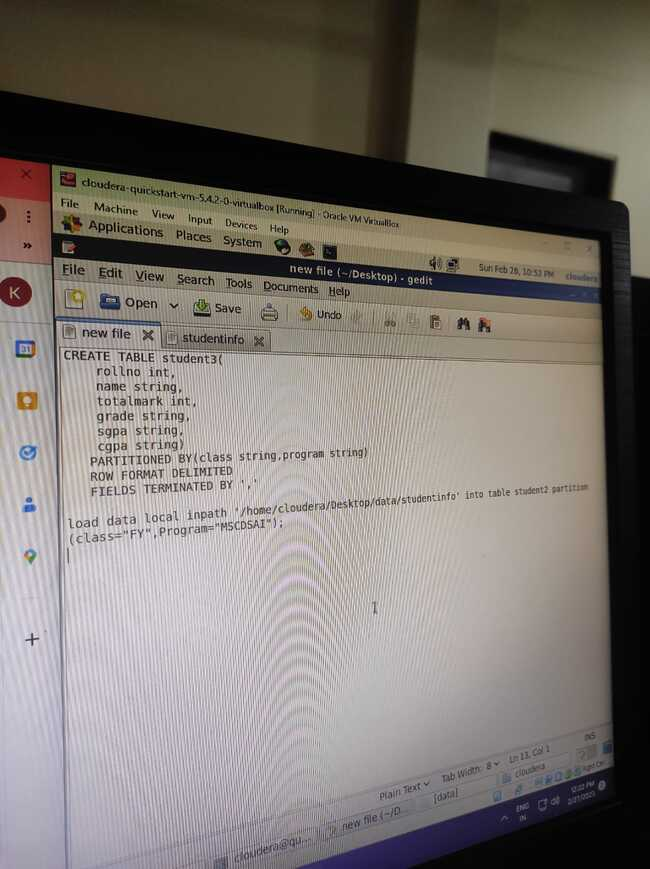 cloudera-quickstart-vm-5.4.2-0-virtualbox [Running] - Oracle VM VirtualBox
File Machine View Input Devices Help
Applications Places System
Sun Feb 26, 10:53 PM cloudera
new file (~/Desktop) - gedit
File Edit View Search Tools Documents Help
Open Save Undo
new file studentinfo
K
31
CREATE TABLE student3(
rollno int,
name string,
totalmark int,
grade string,
sgpa string,
cgpa string)
PARTITIONED BY(class string,program string)
ROW FORMAT DELIMITED
FIELDS TERMINATED BY ','
load data local inpath '/home/cloudera/Desktop/data/studentinfo' into table student2 partition
(class="FY",Program="MSCDSAI");
Plain Text Tab Width: 8 Ln 13, Col 1 INS
cloudera@qu... new file (~/D... [data] cloudera
Right Ctrl
ENG
IN
12:22 PM
2/27/2023